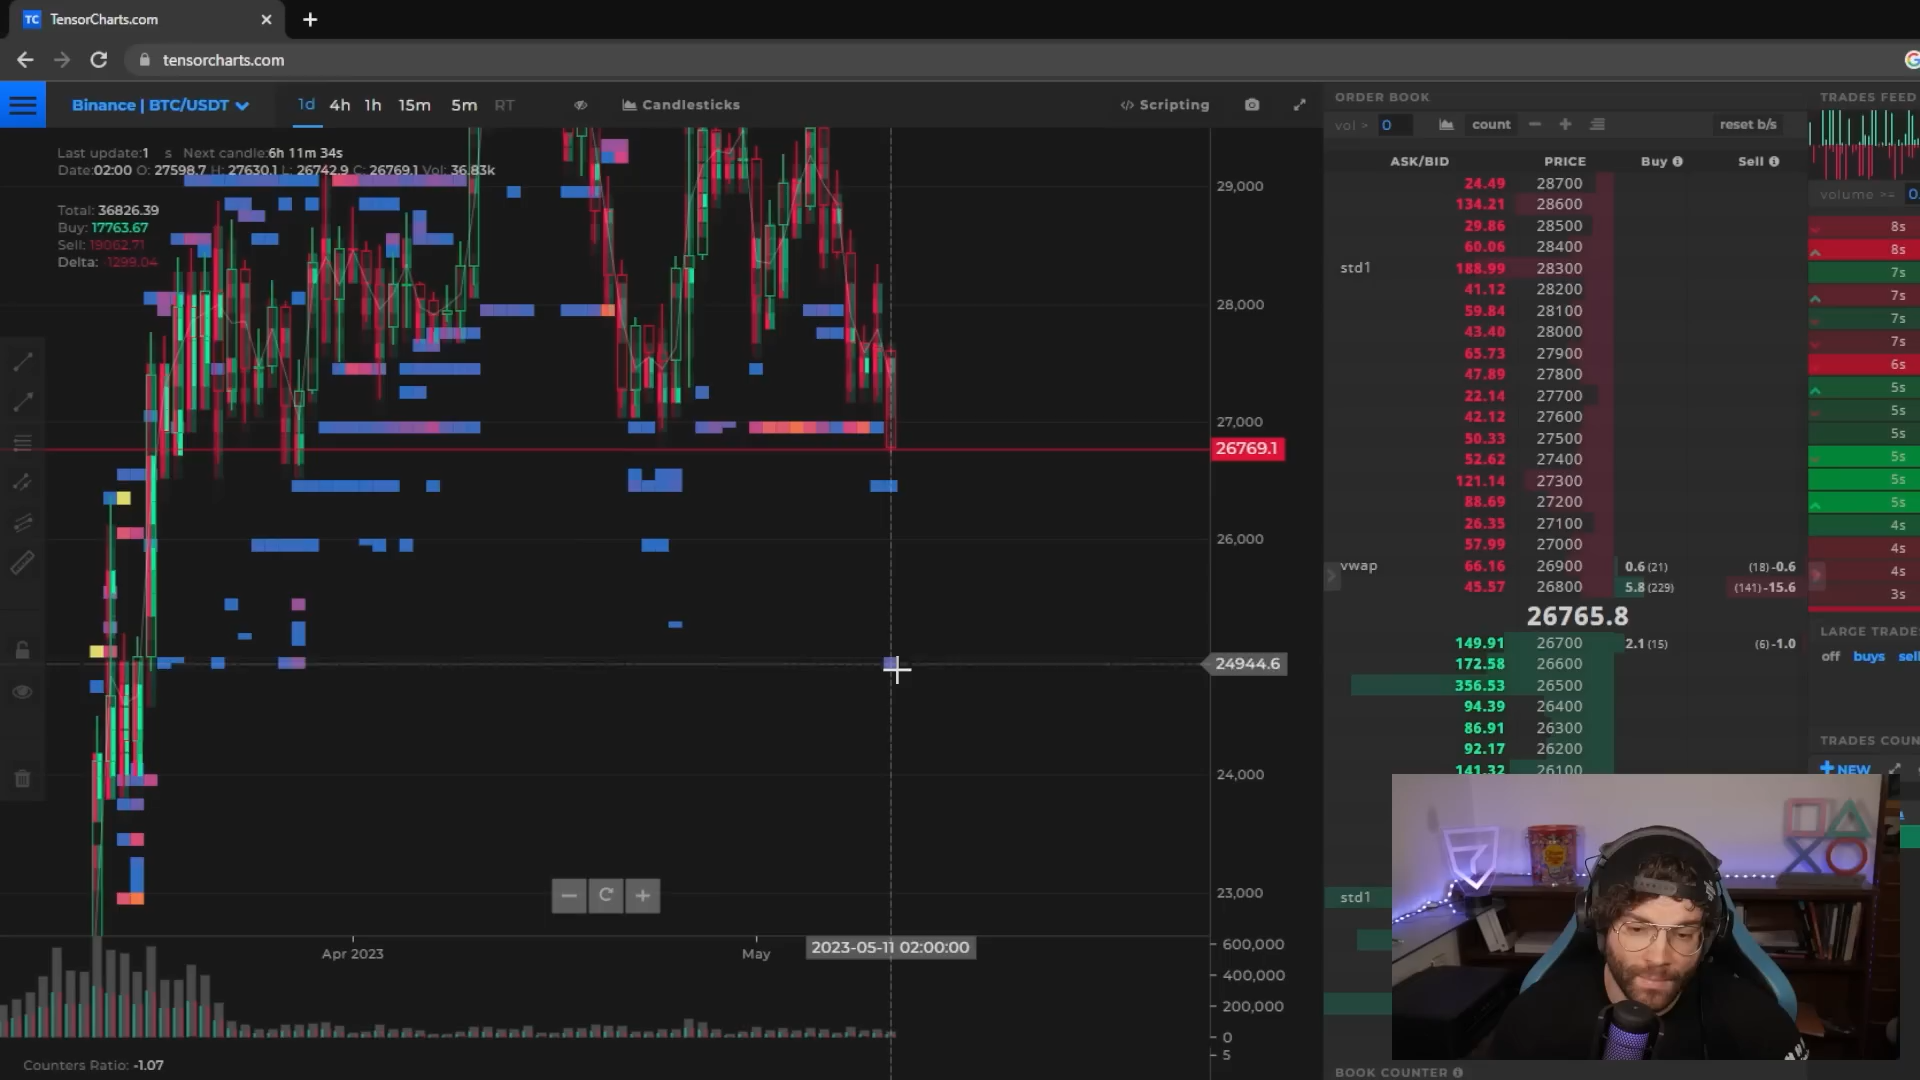 TC TensorCharts.com
tensorcharts.com
Binance | BTC/USDT 1d 4h 1h 15m 5m RT Candlesticks
Scripting
Last update:1 s Next candle:6h 11m 34s
Date:02:00 O: 27598.7 H: 27630.1 L: 26742.9 C: 26769.1 Vol: 36.83k
Total: 36826.39
Buy: 17763.67
Sell: 19062.71
Delta: -1299.04
29,000
28,000
27,000
26769.1
26,000
24944.6
24,000
23,000
Apr 2023
May
2023-05-11 02:00:00
600,000
400,000
200,000
0
5
Counters Ratio: -1.07
ORDER BOOK
vol > 0 count reset b/s
ASK/BID PRICE Buy Sell
24.49 28700
134.21 28600
29.86 28500
60.06 28400
std1 188.99 28300
41.12 28200
59.84 28100
43.40 28000
65.73 27900
47.89 27800
22.14 27700
42.12 27600
50.33 27500
52.62 27400
121.14 27300
88.69 27200
26.35 27100
57.99 27000
vwap 66.16 26900 0.6 (21) (18) -0.6
45.57 26800 5.8 (229) (141) -15.6
26765.8
149.91 26700 2.1 (15) (6) -1.0
172.58 26600
356.53 26500
94.39 26400
86.91 26300
92.17 26200
141.32 26100
std1
BOOK COUNTER
TRADES FEED
volume >= 0
8s
8s
7s
7s
7s
7s
6s
5s
5s
5s
5s
5s
5s
4s
4s
4s
3s
LARGE TRADE
off buys sel
TRADES COUN
+ NEW